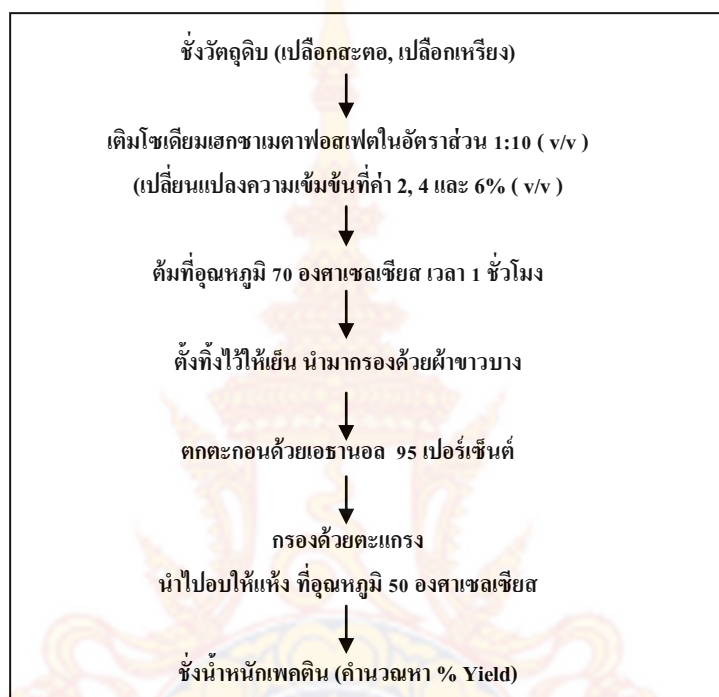 ชั่งวัตถุดิบ (เปลือกสะตอ, เปลือกเหรียง)
เติมโซเดียมเฮกซาเมตาฟอสเฟตในอัตราส่วน 1:10 ( v/v )
(เปลี่ยนแปลงความเข้มข้นที่ค่า 2, 4 และ 6% ( v/v )
ต้มที่อุณหภูมิ 70 องศาเซลเซียส เวลา 1 ชั่วโมง
ตั้งทิ้งไว้ให้เย็น นำมากรองด้วยผ้าขาวบาง
ตกตะกอนด้วยเอธานอล 95 เปอร์เซ็นต์
กรองด้วยตะแกรง
นำไปอบให้แห้ง ที่อุณหภูมิ 50 องศาเซลเซียส
ชั่งน้ำหนักเพคติน (คำนวณหา % Yield)